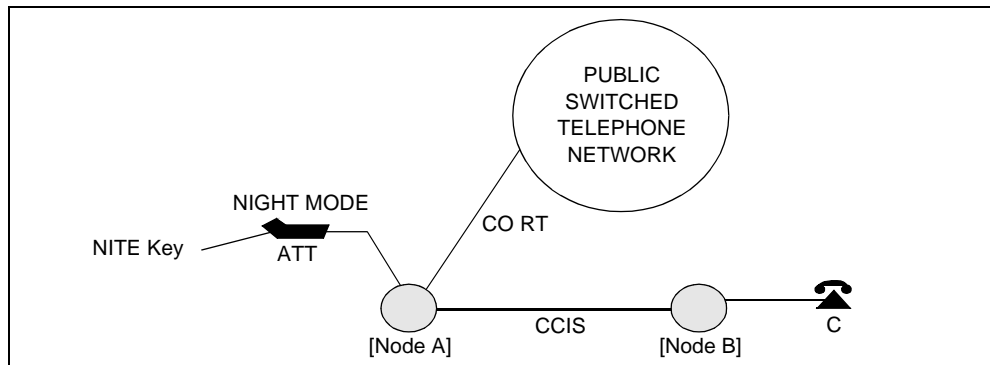 PUBLIC
SWITCHED
TELEPHONE
NETWORK
NIGHT MODE
CO RT
NITE Key
ATT
CCIS
C
[Node A]
[Node B]